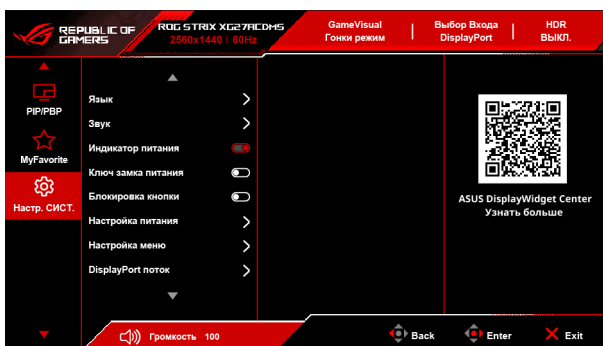 REPUBLIC OF
GAMERS
ROG STRIX XG27ACDMS
2560x1440 | 60Hz
GameVisual
Гонки режим
Выбор Входа
DisplayPort
HDR
ВЫКЛ.
PIP/PBP
MyFavorite
Настр. СИСТ.
Язык
Звук
Индикатор питания
Ключ замка питания
Блокировка кнопки
Настройка питания
Настройка меню
DisplayPort поток
ASUS DisplayWidget Center
Узнать больше
Громкость 100
Back
Enter
Exit